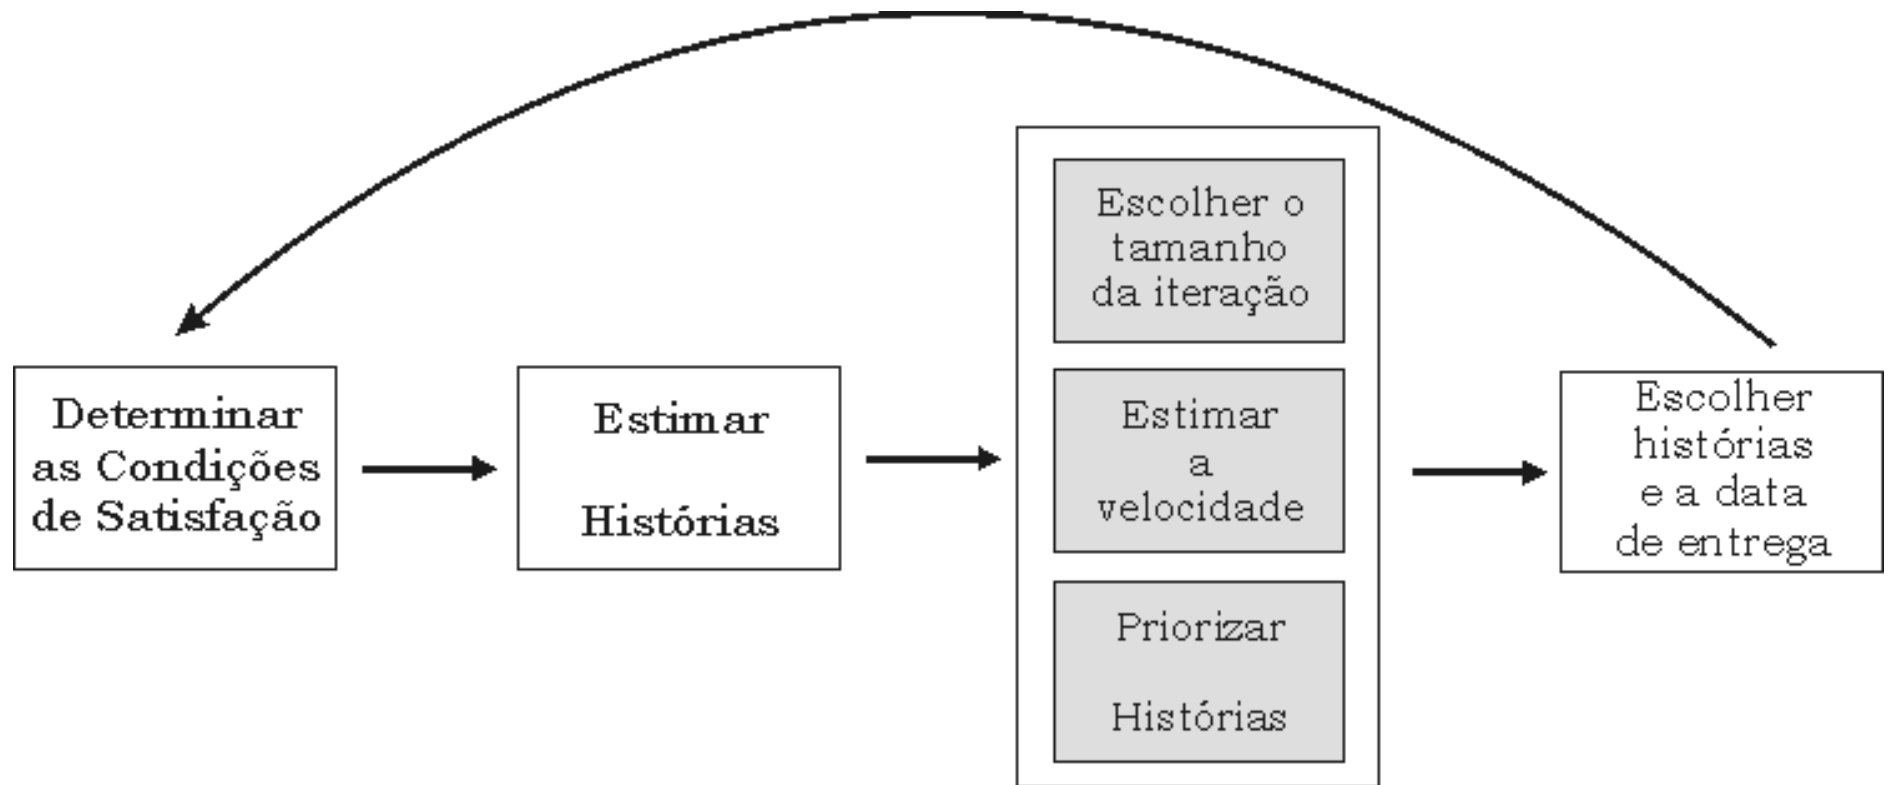 Determinar
as Condições
de Satisfação
Estimar
Histórias
Escolher o
tamanho
da iteração
Estimar
a
velocidade
Priorizar
Histórias
Escolher
histórias
e a data
de entrega